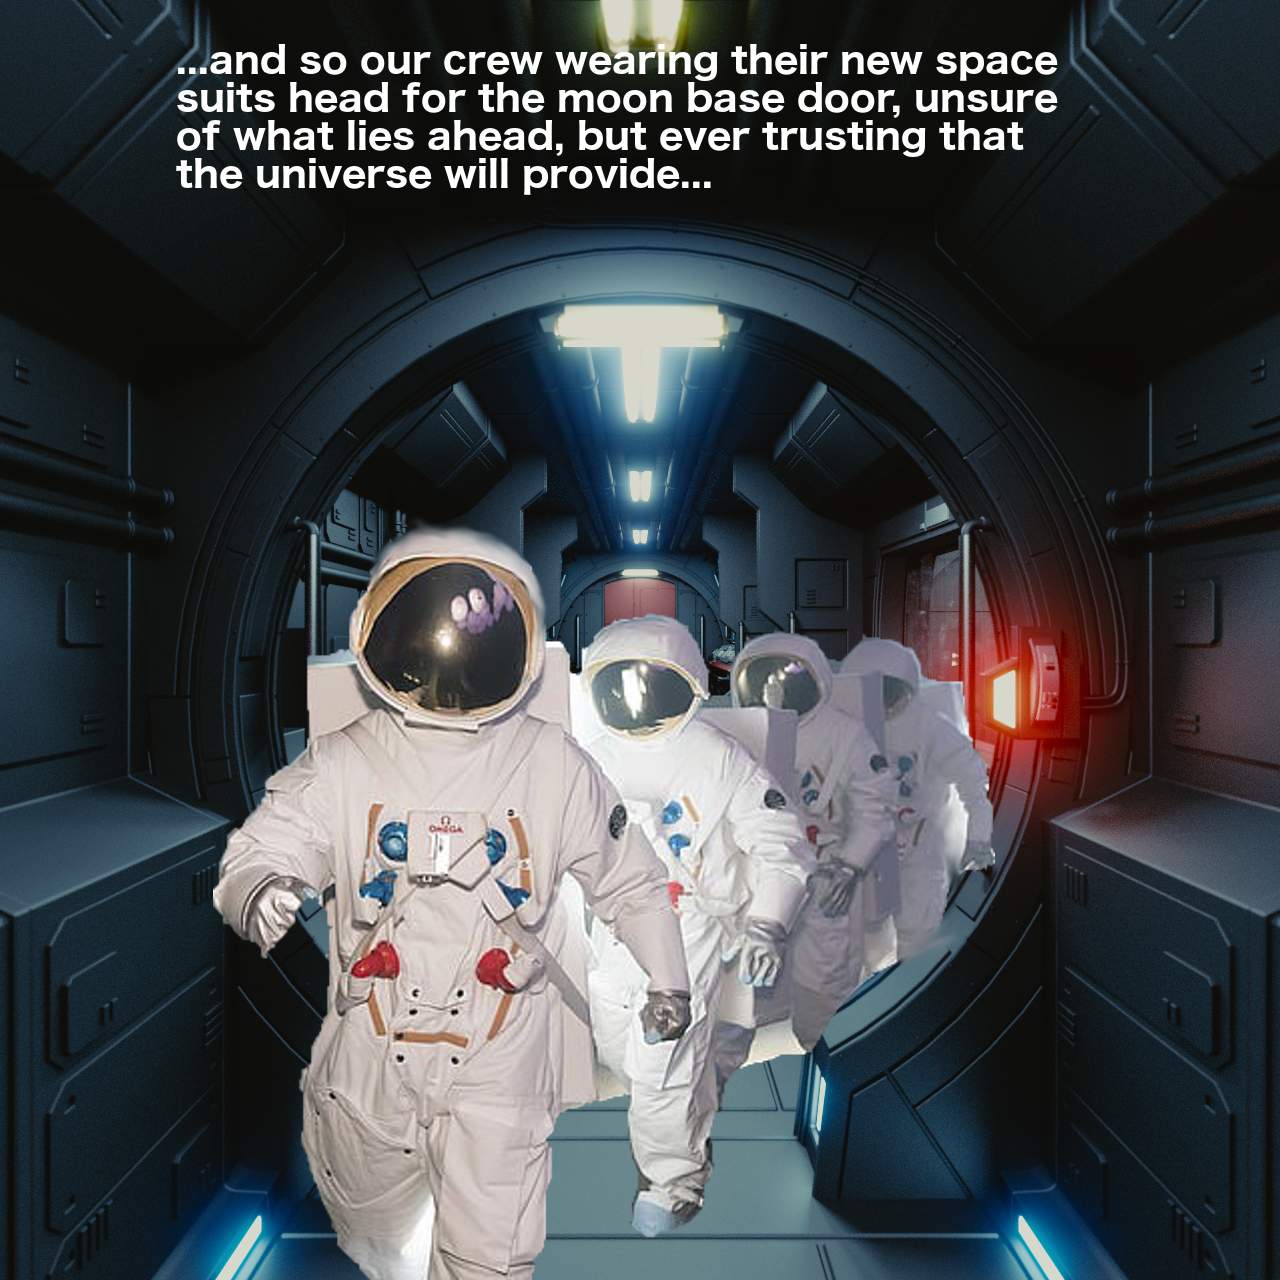 ...and so our crew wearing their new space
suits head for the moon base door, unsure
of what lies ahead, but ever trusting that
the universe will provide...
Ω
OMEGA